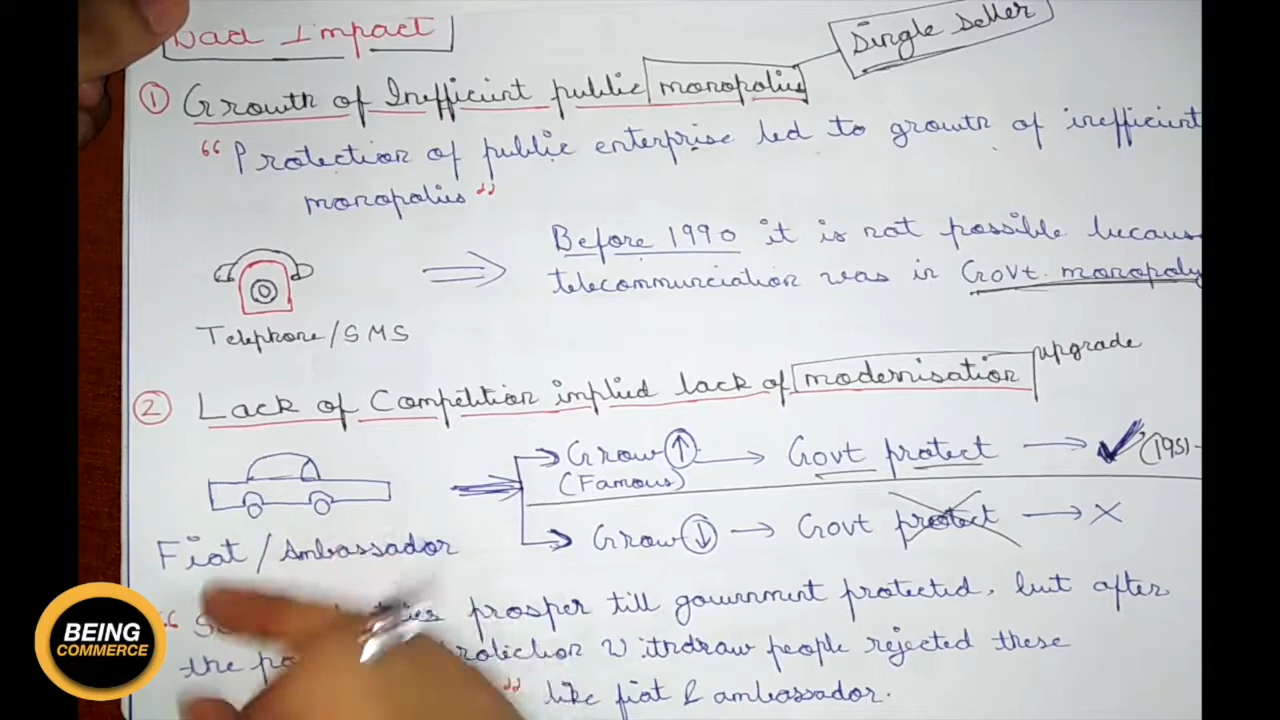 Bad Impact
Single Seller
① Growth of Inefficient public monopolies
“ Protection of public enterprise led to growth of inefficient
monopolies ”
Before 1990 it is not possible
telecommunication was in Govt. monopoly
Telephone/SMS
② Lack of Competition implied lack of modernisation
upgrade
Grow ↑ → Govt protect → ✓ (1951-
(Famous)
Grow ↓ → Govt protect → ×
Fiat / Ambassador
“ prosper till government protected, but after
the withdraw people rejected these
” like fiat & ambassador.
BEING
COMMERCE